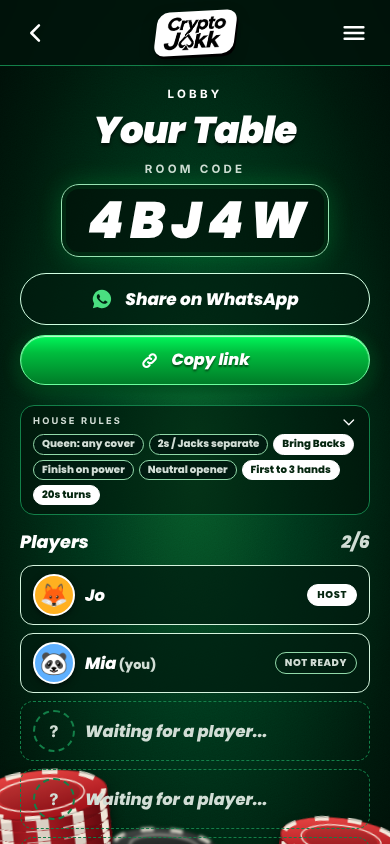 Crypto
Jokk
LOBBY
Your Table
ROOM CODE
4BJ4W
Share on WhatsApp
Copy link
HOUSE RULES
Queen: any cover
2s / Jacks separate
Bring Backs
Finish on power
Neutral opener
First to 3 hands
20s turns
Players
2/6
Jo
HOST
Mia (you)
NOT READY
?
Waiting for a player...
?
Waiting for a player...